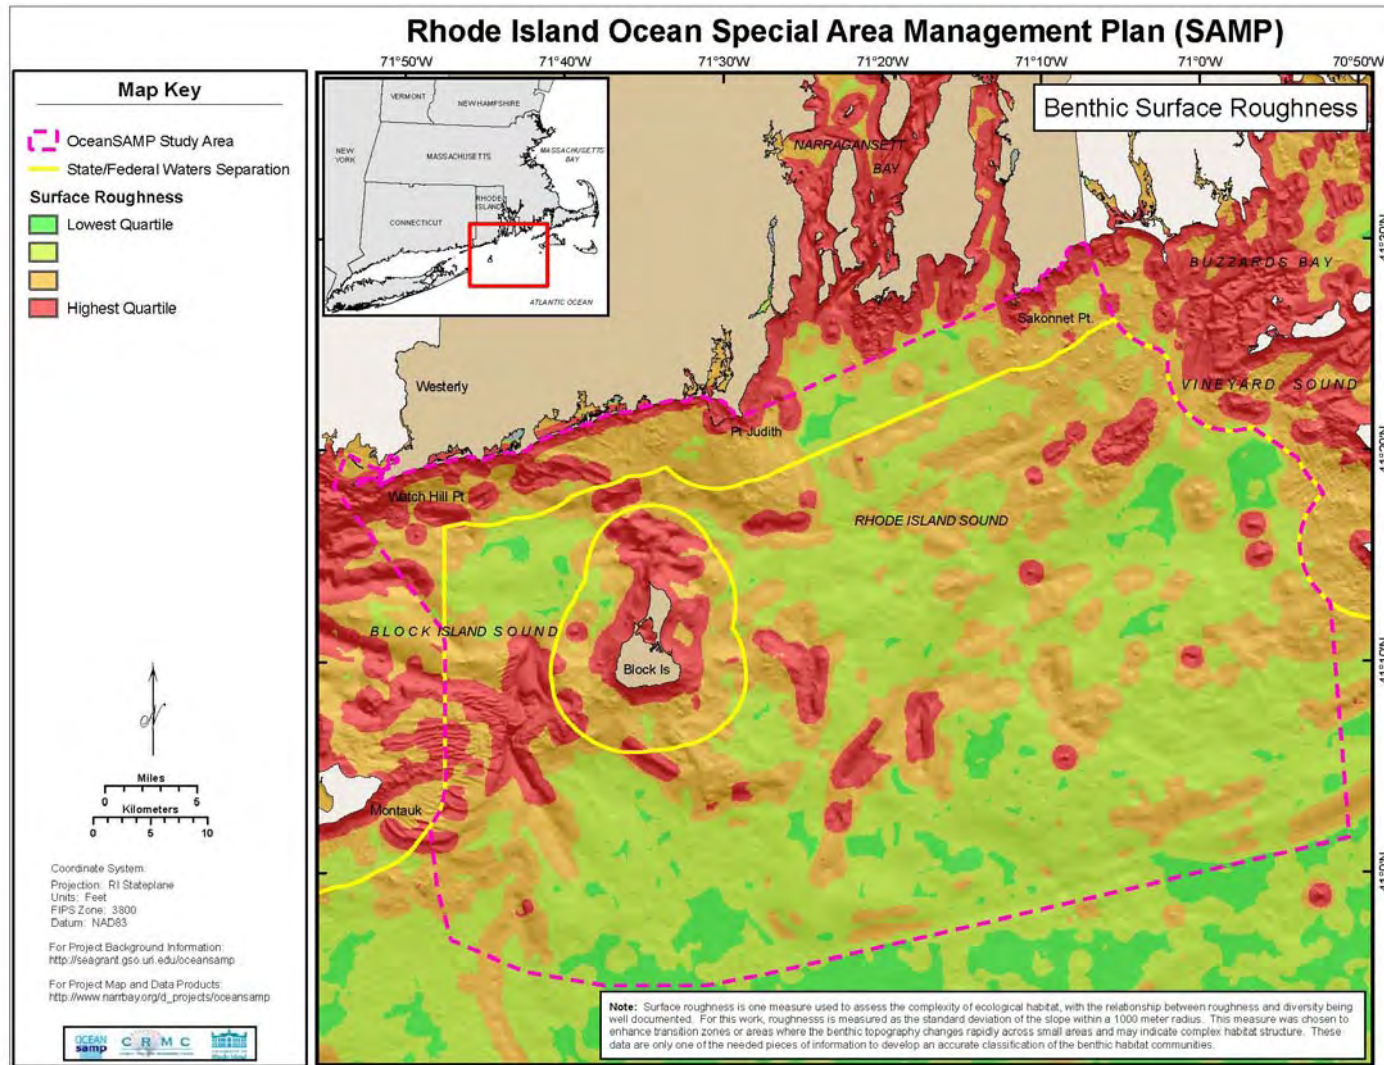 Rhode Island Ocean Special Area Management Plan (SAMP)
Map Key
OceanSAMP Study Area
State/Federal Waters Separation
Surface Roughness
Lowest Quartile
Highest Quartile
71°50'W
71°40'W
71°30'W
71°20'W
71°10'W
71°0'W
70°50'W
Benthic Surface Roughness
VERMONT
NEW HAMPSHIRE
NEW
YORK
MASSACHUSETTS
MASSACHUSETTS
BAY
CONNECTICUT
RHODE
ISLAND
ATLANTIC OCEAN
NARRAGANSETT
BAY
BUZZARDS BAY
41°30'N
Sakonnet Pt.
Westerly
VINEYARD SOUND
Pt Judith
41°20'N
Watch Hill Pt
RHODE ISLAND SOUND
BLOCK ISLAND SOUND
Block Is
41°10'N
Montauk
41°0'N
N
Miles
0 5
Kilometers
0 5 10
Coordinate System:
Projection: RI Stateplane
Units: Feet
FIPS Zone: 3800
Datum: NAD83
For Project Background Information:
http://seagrant.gso.uri.edu/oceansamp
For Project Map and Data Products:
http://www.narrbay.org/d_projects/oceansamp
OCEAN
samp
CRMC
Note: Surface roughness is one measure used to assess the complexity of ecological habitat, with the relationship between roughness and diversity being
well documented. For this work, roughnesss is measured as the standard deviation of the slope within a 1000 meter radius. This measure was chosen to
enhance transition zones or areas where the benthic topography changes rapidly across small areas and may indicate complex habitat structure. These
data are only one of the needed pieces of information to develop an accurate classification of the benthic habitat communities.